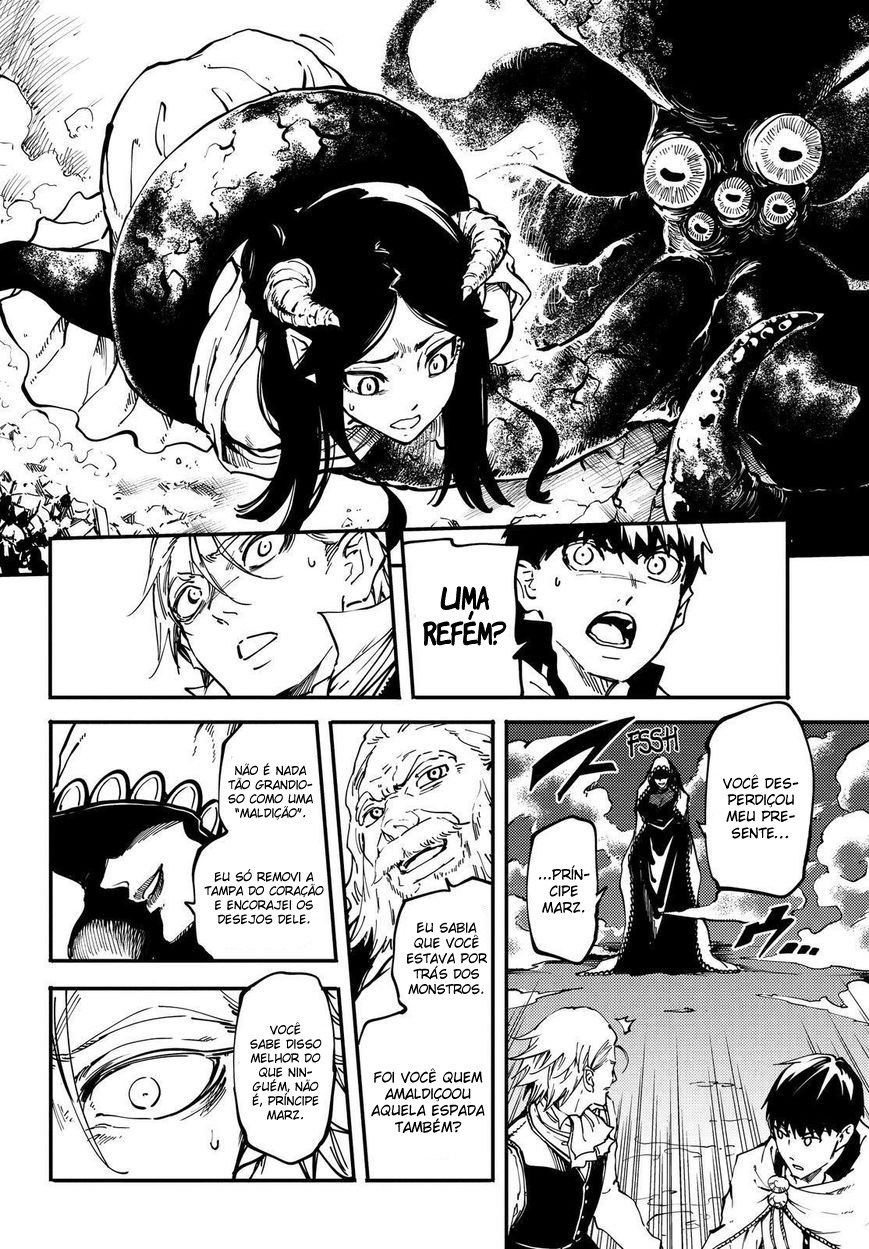 UMA
REFÉM?
FSSH
VOCÊ DES-
PERDIÇOU
MEU PRE-
SENTE...
...PRÍN-
CIPE
MARZ.
EU SABIA
QUE VOCÊ
ESTAVA POR
TRÁS DOS
MONSTROS.
FOI VOCÊ QUEM
AMALDIÇOOU
AQUELA ESPADA
TAMBÉM?
NÃO É NADA
TÃO GRANDIO-
SO COMO UMA
"MALDIÇÃO".
EU SÓ REMOVI A
TAMPA DO CORAÇÃO
E ENCORAJEI OS
DESEJOS DELE.
VOCÊ
SABE DISSO
MELHOR DO
QUE NIN-
GUÉM, NÃO
É, PRÍNCIPE
MARZ.